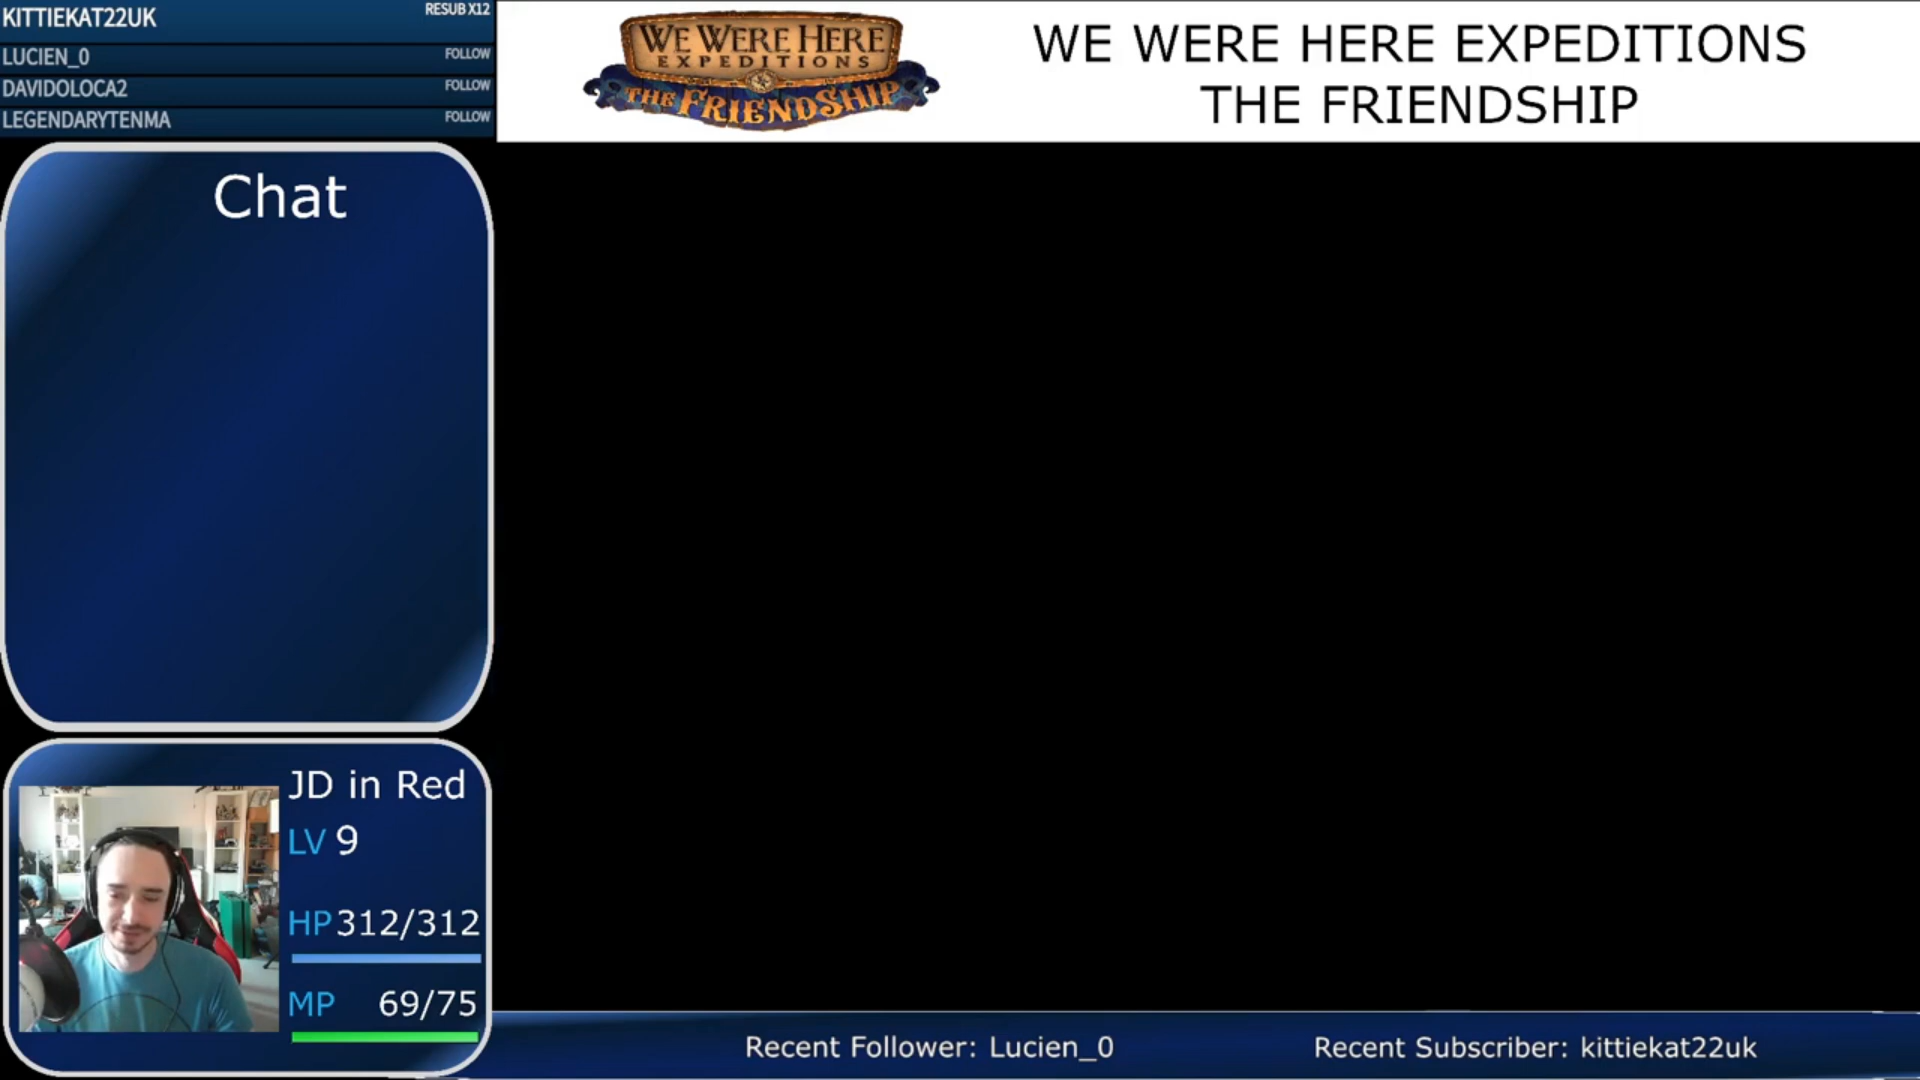 KITTIEKAT22UK RESUB X12
LUCIEN_0 FOLLOW
DAVIDOLOCA2 FOLLOW
LEGENDARYTENMA FOLLOW
WE WERE HERE
EXPEDITIONS
THE FRIENDSHIP
WE WERE HERE EXPEDITIONS
THE FRIENDSHIP
Chat
JD in Red
LV 9
HP 312/312
MP 69/75
Recent Follower: Lucien_0
Recent Subscriber: kittiekat22uk